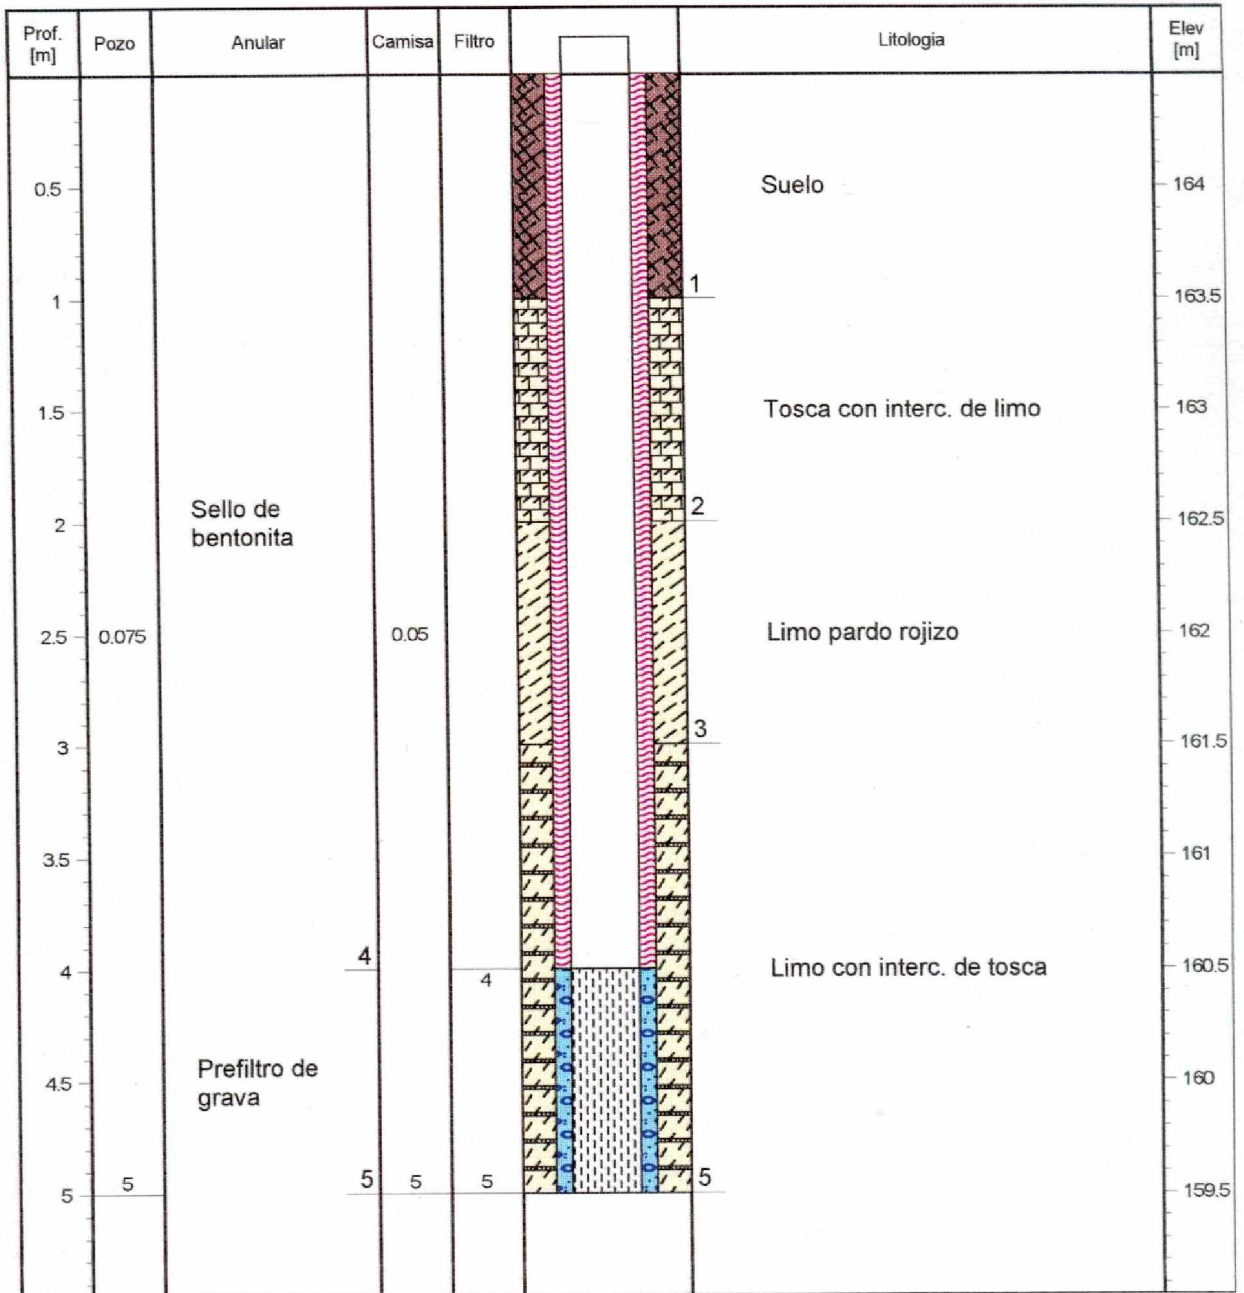 Prof.
[m]
Pozo
Anular
Camisa
Filtro
Litologia
Elev
[m]
0.5
Suelo
164
1
1
163.5
1.5
Tosca con interc. de limo
163
Sello de
bentonita
2
2
162.5
2.5
0.075
0.05
Limo pardo rojizo
162
3
3
161.5
3.5
161
4
4
4
Limo con interc. de tosca
160.5
Prefiltro de
grava
4.5
160
5
5
5
5
5
5
159.5